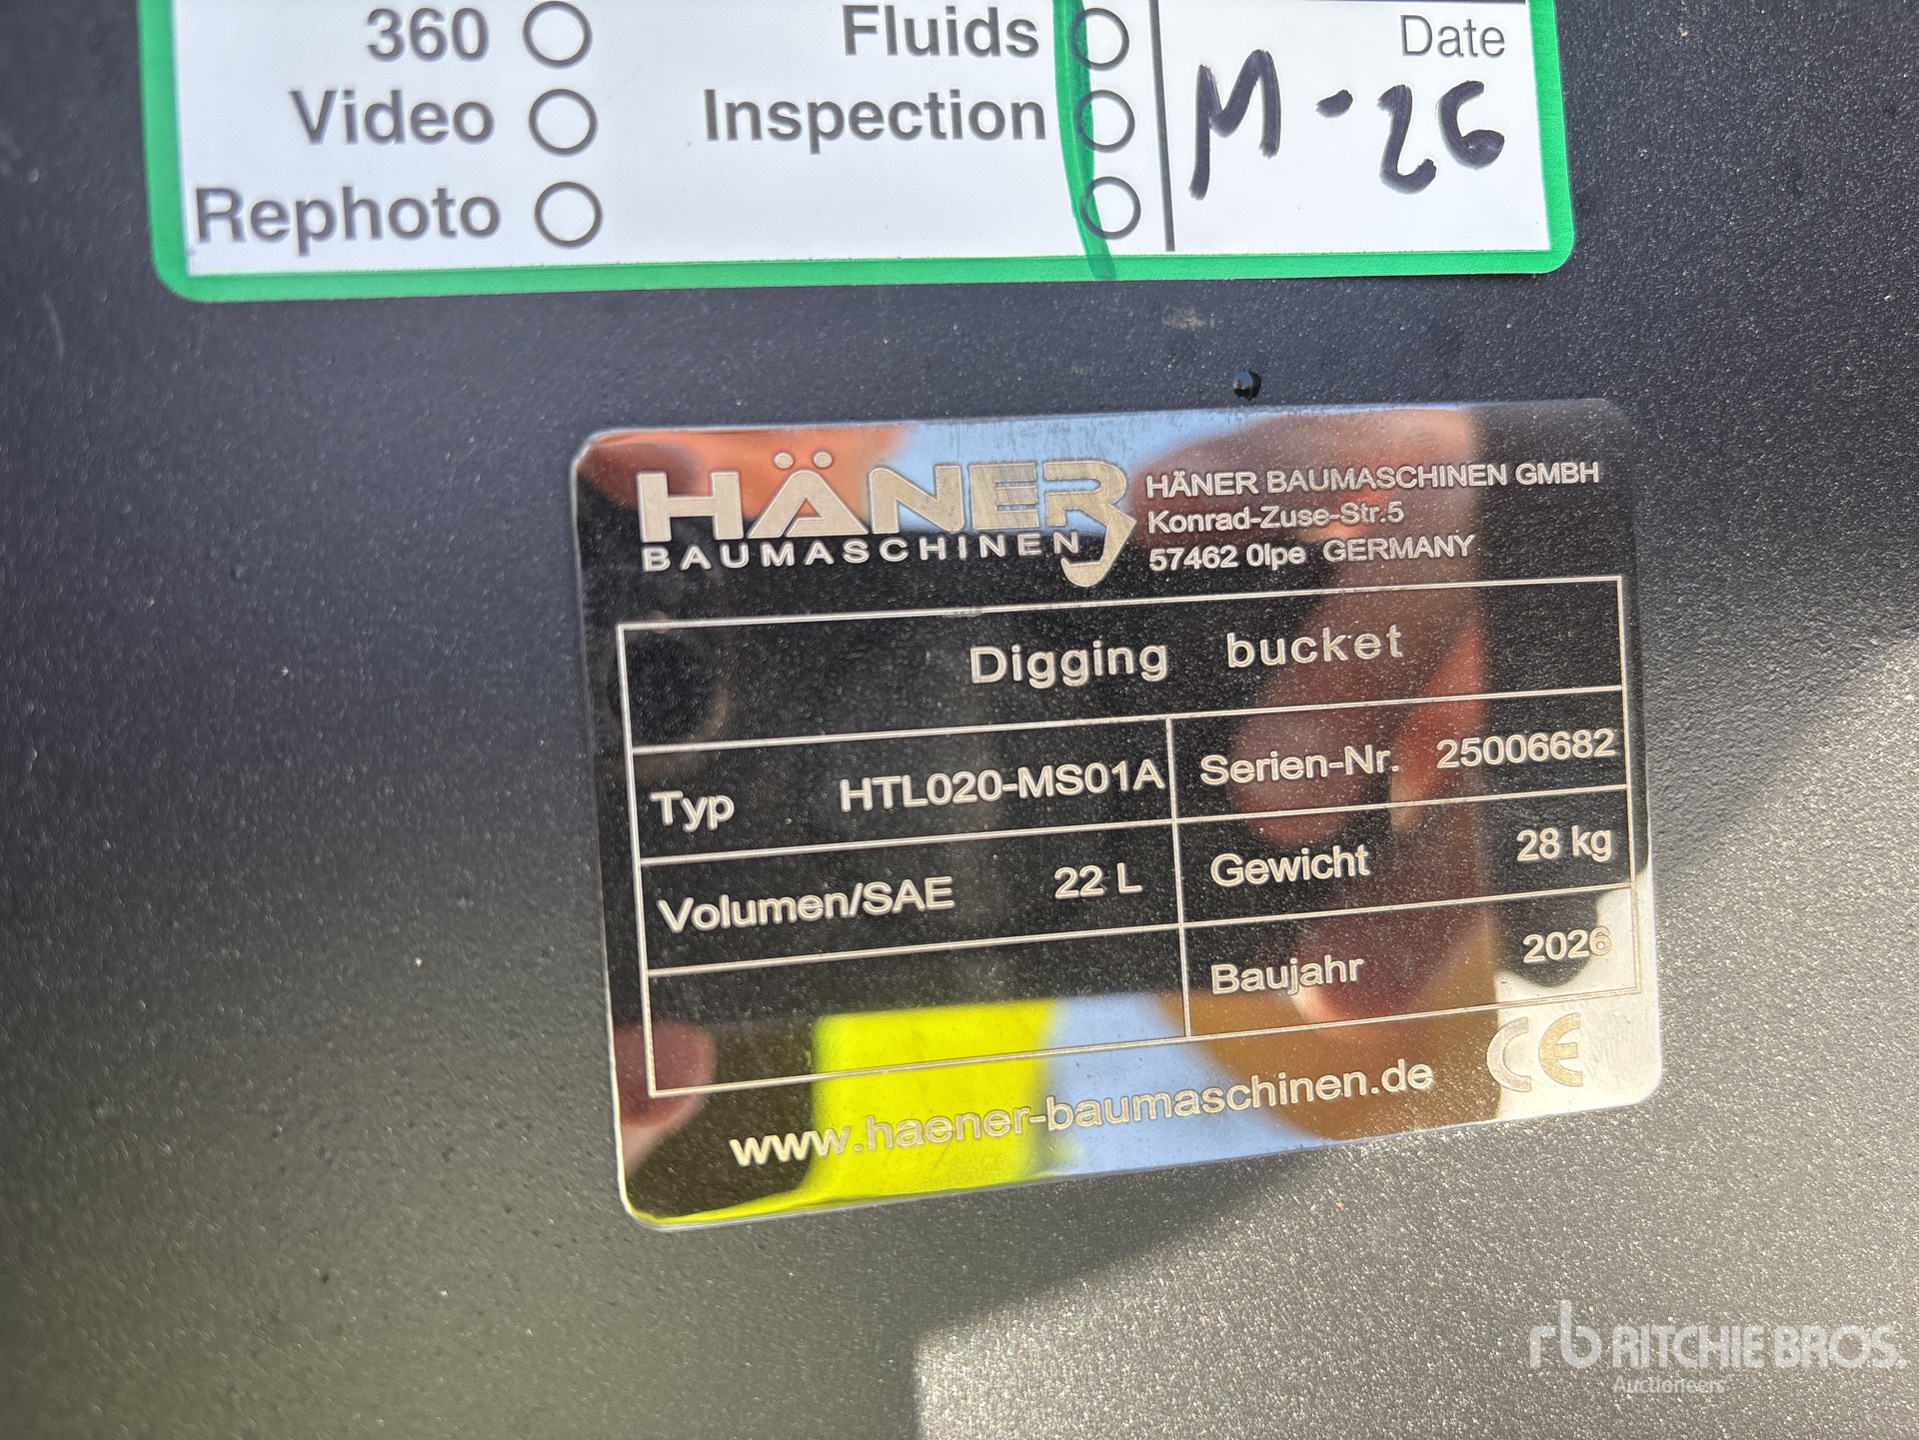 360 Fluids Date
Video Inspection M-26
Rephoto
HÄNER
BAUMASCHINEN
HÄNER BAUMASCHINEN GMBH
Konrad-Zuse-Str.5
57462 Olpe GERMANY
Digging bucket
Typ HTL020-MS01A Serien-Nr. 25006682
Volumen/SAE 22 L Gewicht 28 kg
Baujahr 2026
www.haener-baumaschinen.de CE
rb RITCHIE BROS.
Auctioneers